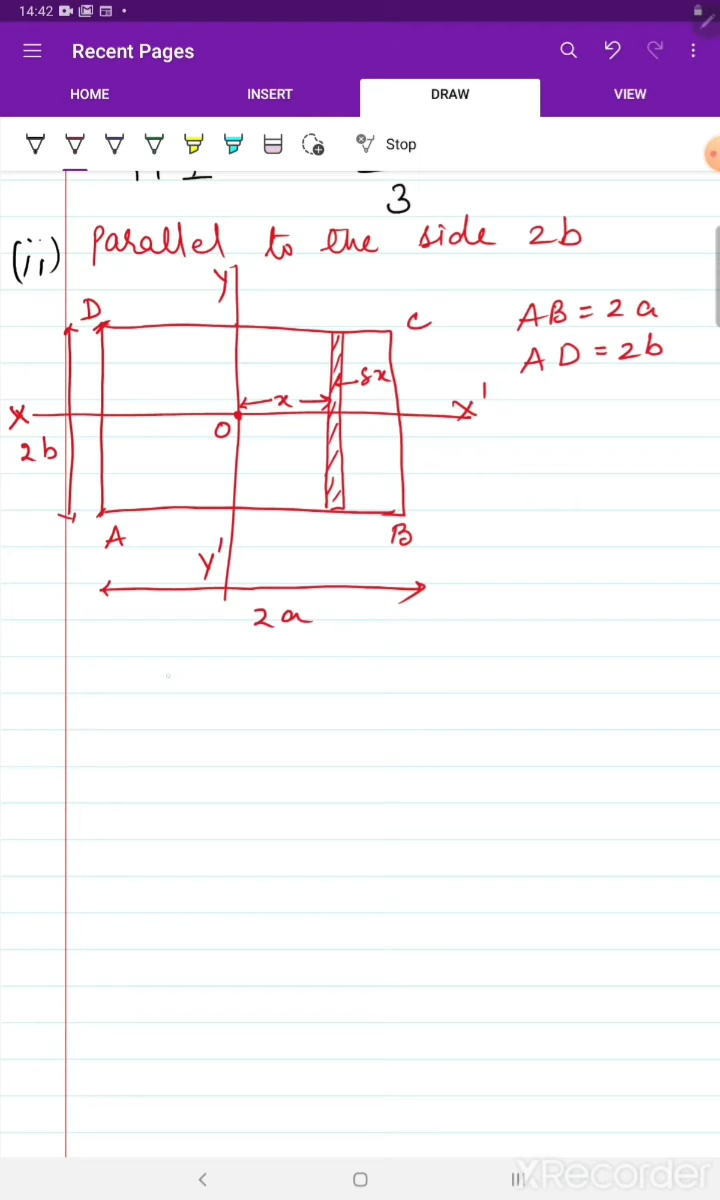 14:42
Recent Pages
HOME INSERT DRAW VIEW
Stop
3
(ii) Parallel to the side 2b
Y
D C AB = 2a
AD = 2b
δx
x
X X'
O
2b
A B
Y'
2a
XRecorder